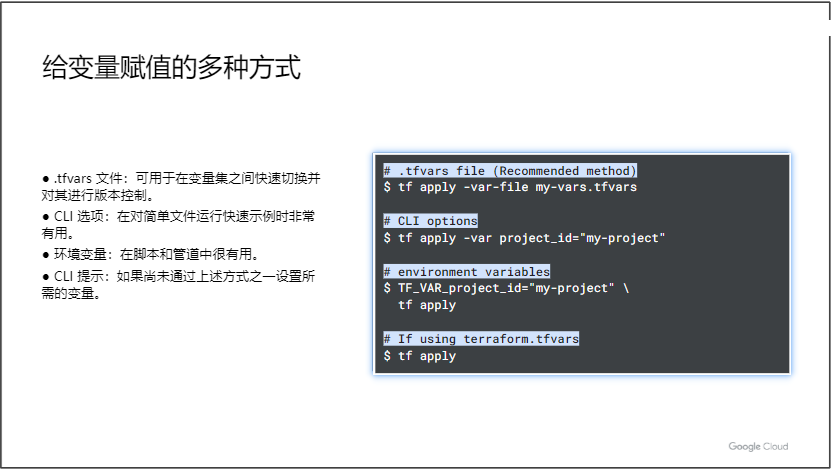 给变量赋值的多种方式
● .tfvars 文件：可用于在变量集之间快速切换并
对其进行版本控制。
● CLI 选项：在对简单文件运行快速示例时非常
有用。
● 环境变量：在脚本和管道中很有用。
● CLI 提示：如果尚未通过上述方式之一设置所
需的变量。
# .tfvars file (Recommended method)
$ tf apply -var-file my-vars.tfvars
# CLI options
$ tf apply -var project_id="my-project"
# environment variables
$ TF_VAR_project_id="my-project" \
tf apply
# If using terraform.tfvars
$ tf apply
Google Cloud